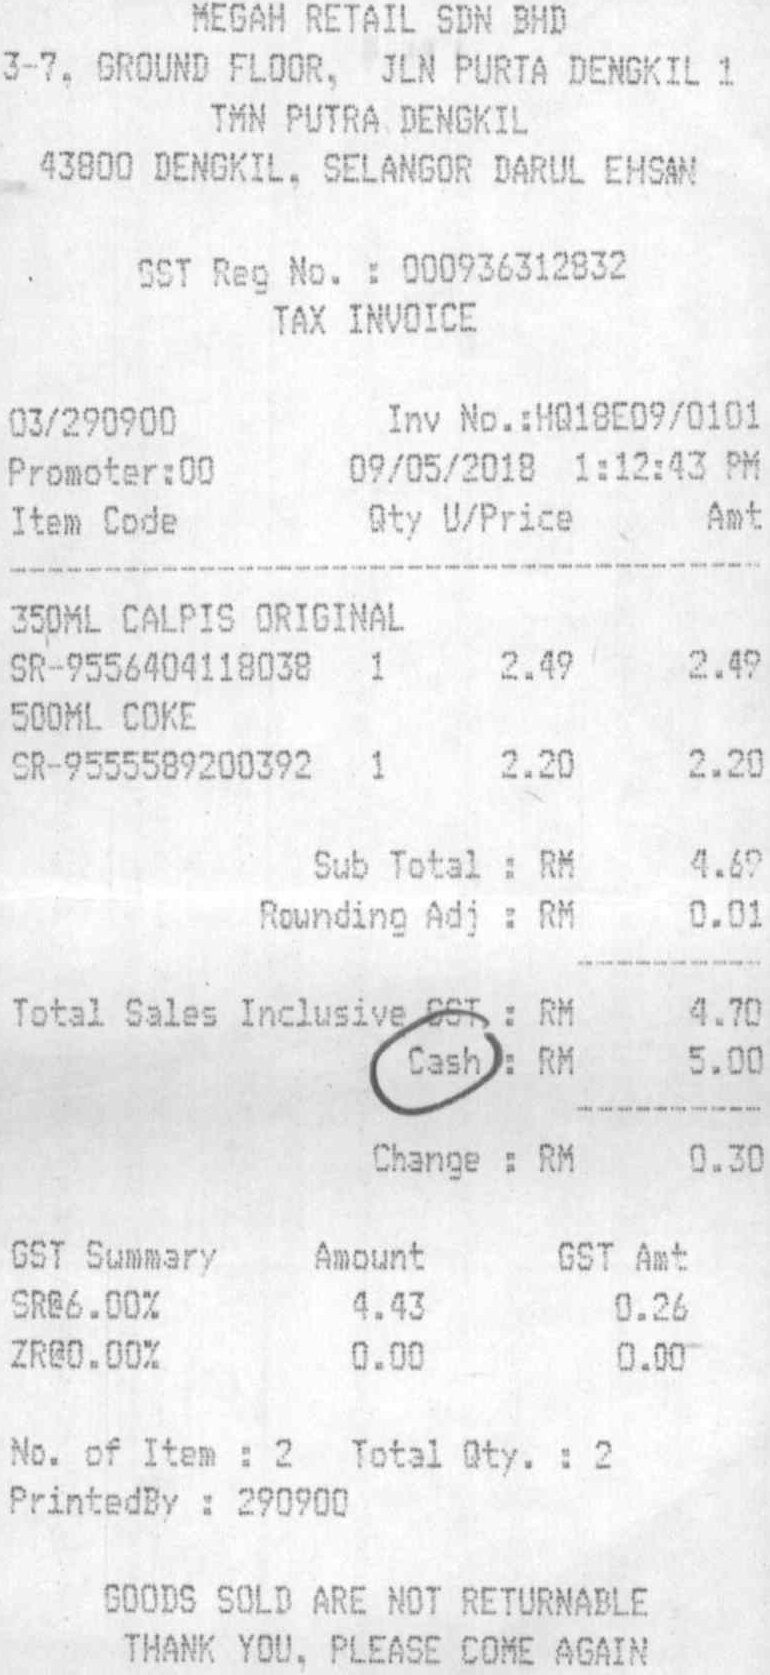 MEGAH RETAIL SDN BHD
3-7, GROUND FLOOR, JLN PURTA DENGKIL 1
TMN PUTRA DENGKIL
43800 DENGKIL, SELANGOR DARUL EHSAN
GST Reg No. : 000936312832
TAX INVOICE
03/290900 Inv No.:HQ18E09/0101
Promoter:00 09/05/2018 1:12:43 PM
Item Code Qty U/Price Amt
350ML CALPIS ORIGINAL
SR-9556404118038 1 2.49 2.49
500ML COKE
SR-9555589200392 1 2.20 2.20
Sub Total : RM 4.69
Rounding Adj : RM 0.01
Total Sales Inclusive GST : RM 4.70
Cash : RM 5.00
Change : RM 0.30
GST Summary Amount GST Amt
SR@6.00% 4.43 0.26
ZR@0.00% 0.00 0.00
No. of Item : 2 Total Qty. : 2
PrintedBy : 290900
GOODS SOLD ARE NOT RETURNABLE
THANK YOU, PLEASE COME AGAIN